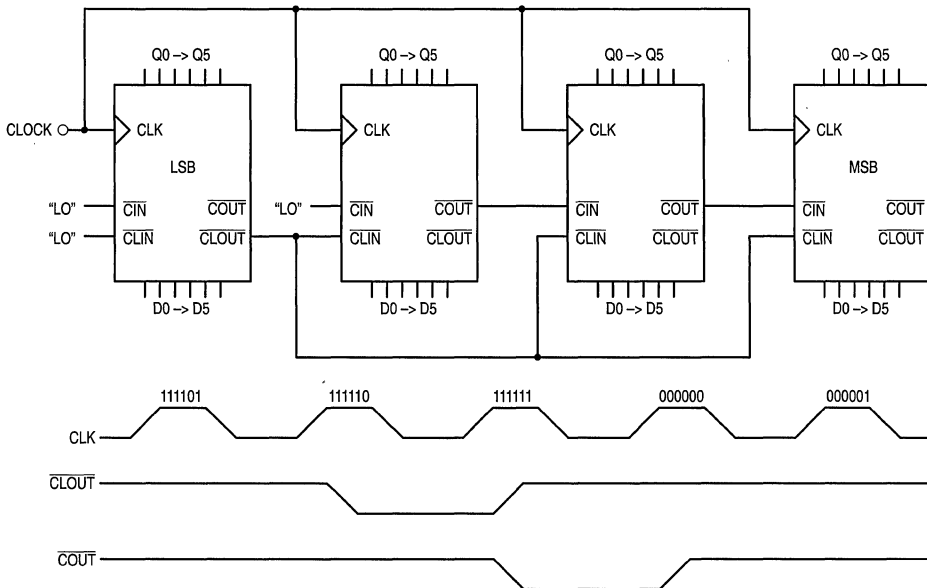 Q0 –> Q5 Q0 –> Q5 Q0 –> Q5 Q0 –> Q5
CLOCK CLK CLK CLK CLK
LSB MSB
"LO" CIN COUT "LO" CIN COUT CIN COUT CIN COUT
"LO" CLIN CLOUT CLIN CLOUT CLIN CLOUT CLIN CLOUT
D0 –> D5 D0 –> D5 D0 –> D5 D0 –> D5
111101 111110 111111 000000 000001
CLK
CLOUT
COUT